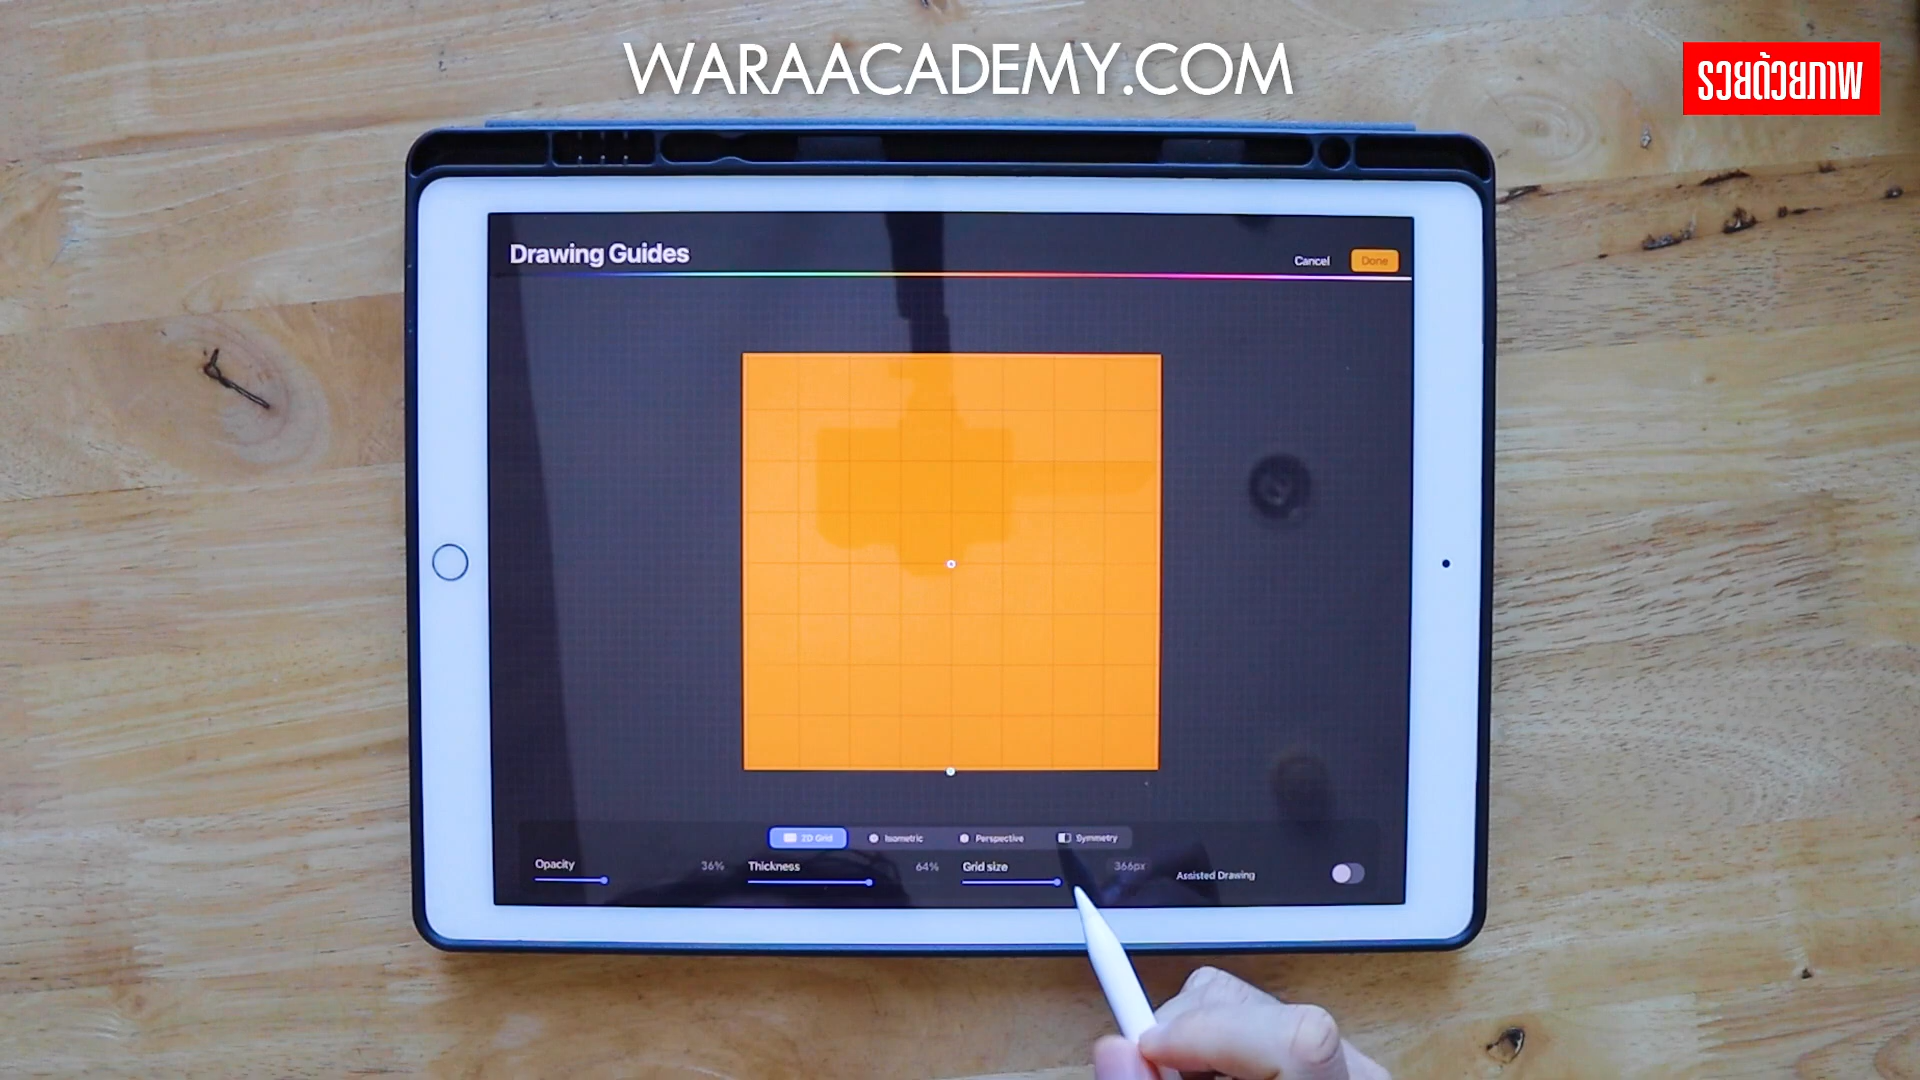 WARAACADEMY.COM
รวยด้วยภาพ
Drawing Guides
Cancel
Done
2D Grid
Isometric
Perspective
Symmetry
Opacity
36%
Thickness
64%
Grid size
366px
Assisted Drawing